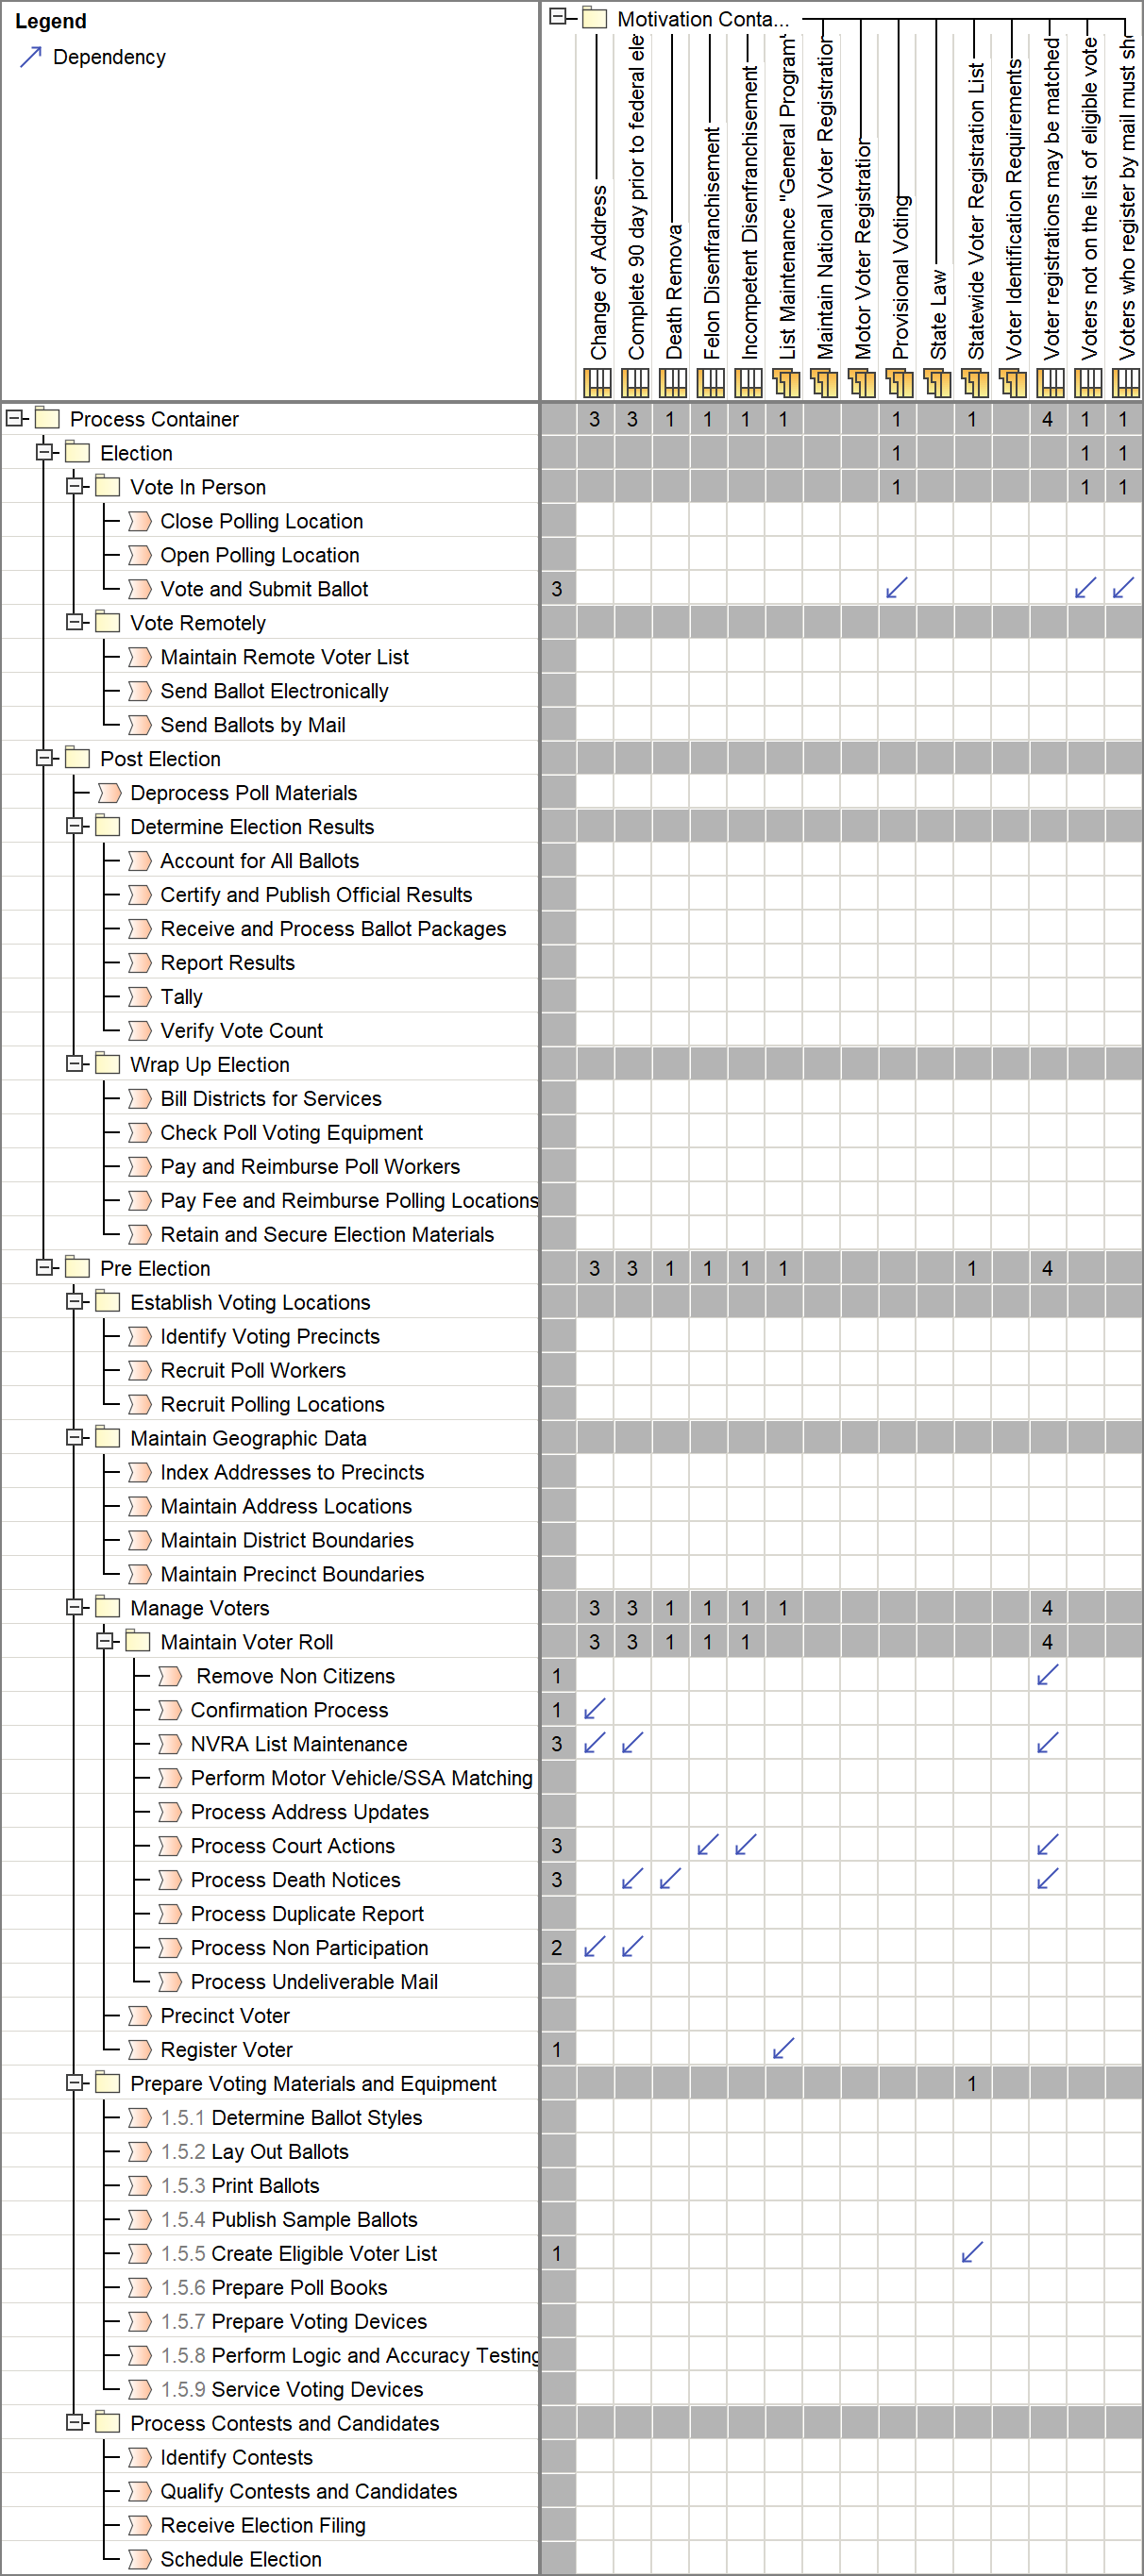 Legend
Dependency
Motivation Conta...
Change of Address
Complete 90 day prior to federal ele
Death Remova
Felon Disenfranchisement
Incompetent Disenfranchisement
List Maintenance "General Program"
Maintain National Voter Registration
Motor Voter Registration
Provisional Voting
State Law
Statewide Voter Registration List
Voter Identification Requirements
Voter registrations may be matched
Voters not on the list of eligible vote
Voters who register by mail must sh
Process Container 3 3 1 1 1 1 1 1 4 1 1
Election 1 1 1
Vote In Person 1 1 1
Close Polling Location
Open Polling Location
Vote and Submit Ballot 3
Vote Remotely
Maintain Remote Voter List
Send Ballot Electronically
Send Ballots by Mail
Post Election
Deprocess Poll Materials
Determine Election Results
Account for All Ballots
Certify and Publish Official Results
Receive and Process Ballot Packages
Report Results
Tally
Verify Vote Count
Wrap Up Election
Bill Districts for Services
Check Poll Voting Equipment
Pay and Reimburse Poll Workers
Pay Fee and Reimburse Polling Locations
Retain and Secure Election Materials
Pre Election 3 3 1 1 1 1 1 4
Establish Voting Locations
Identify Voting Precincts
Recruit Poll Workers
Recruit Polling Locations
Maintain Geographic Data
Index Addresses to Precincts
Maintain Address Locations
Maintain District Boundaries
Maintain Precinct Boundaries
Manage Voters 3 3 1 1 1 1 4
Maintain Voter Roll 3 3 1 1 1 4
Remove Non Citizens 1
Confirmation Process 1
NVRA List Maintenance 3
Perform Motor Vehicle/SSA Matching
Process Address Updates
Process Court Actions 3
Process Death Notices 3
Process Duplicate Report
Process Non Participation 2
Process Undeliverable Mail
Precinct Voter
Register Voter 1
Prepare Voting Materials and Equipment 1
1.5.1 Determine Ballot Styles
1.5.2 Lay Out Ballots
1.5.3 Print Ballots
1.5.4 Publish Sample Ballots
1.5.5 Create Eligible Voter List 1
1.5.6 Prepare Poll Books
1.5.7 Prepare Voting Devices
1.5.8 Perform Logic and Accuracy Testing
1.5.9 Service Voting Devices
Process Contests and Candidates
Identify Contests
Qualify Contests and Candidates
Receive Election Filing
Schedule Election